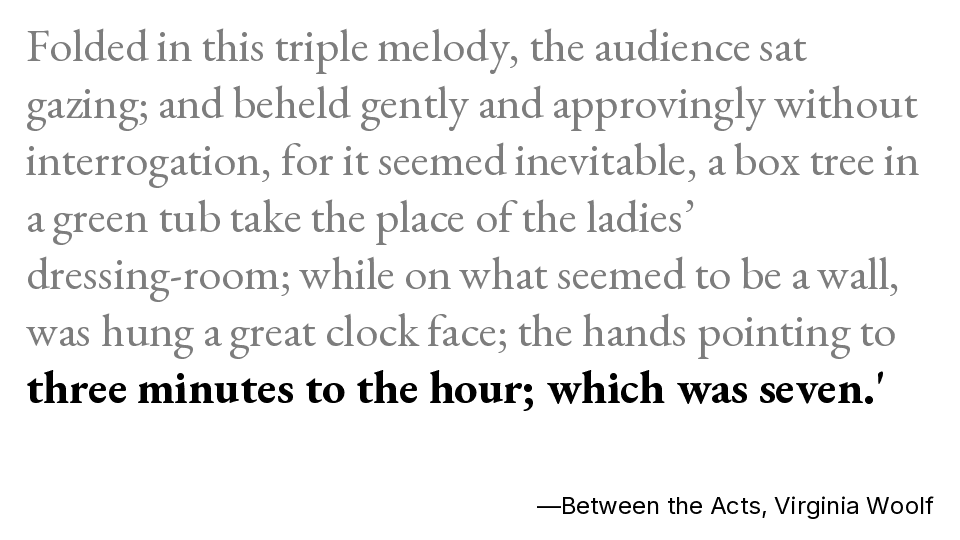 Folded in this triple melody, the audience sat
gazing; and beheld gently and approvingly without
interrogation, for it seemed inevitable, a box tree in
a green tub take the place of the ladies’
dressing-room; while on what seemed to be a wall,
was hung a great clock face; the hands pointing to
three minutes to the hour; which was seven.'
—Between the Acts, Virginia Woolf